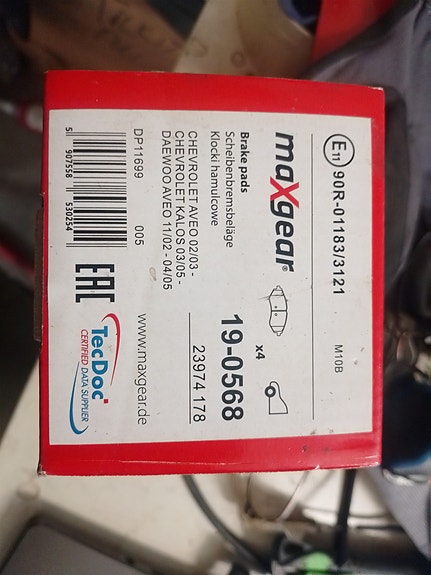 E11 90R-01183/3121
M10B
maXgear®
x4
Brake pads
Scheibenbremsbeläge
Klocki hamulcowe
19-0568
23974 178
CHEVROLET AVEO 02/03 -
CHEVROLET KALOS 03/05 -
DAEWOO AVEO 11/02 - 04/05
www.maxgear.de
DP11699
005
5 907558 530254
EAC
TecDoc
CERTIFIED DATA SUPPLIER